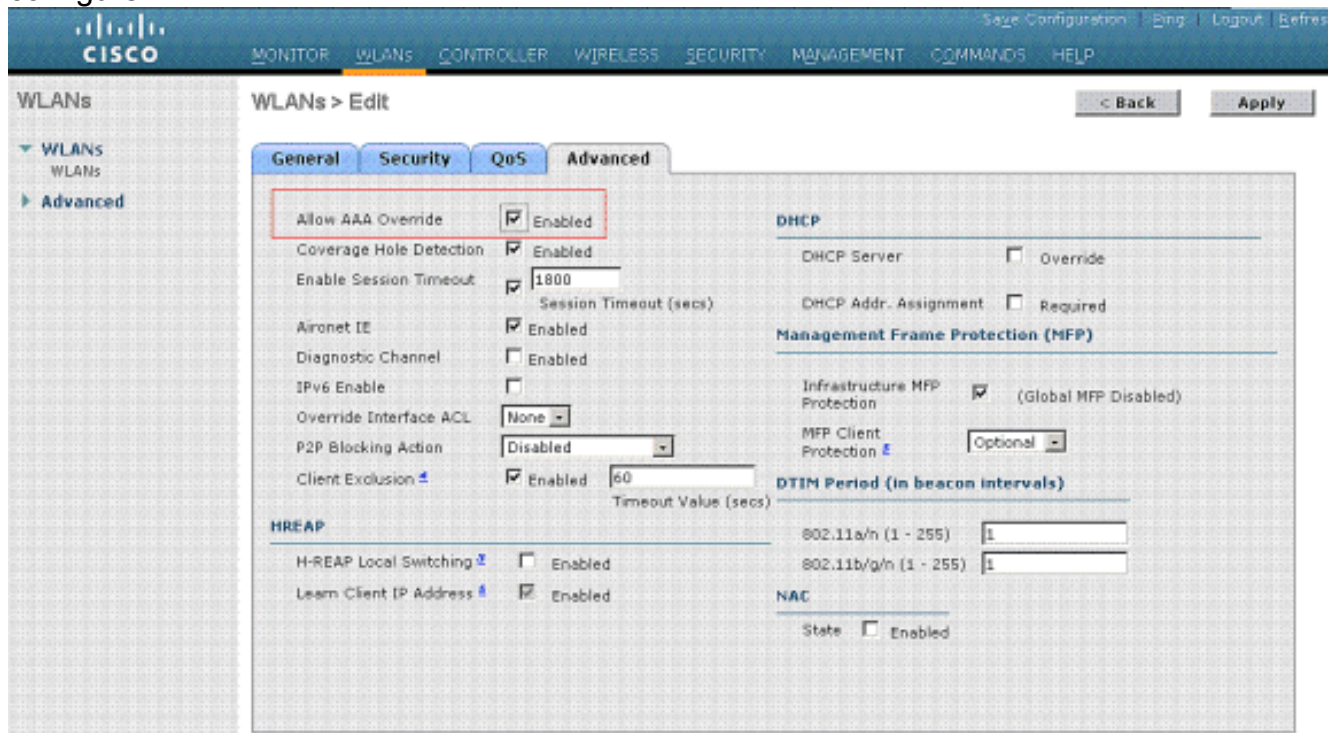 Save Configuration | Ping | Logout | Refres
CISCO
MONITOR WLANs CONTROLLER WIRELESS SECURITY MANAGEMENT COMMANDS HELP
WLANs
WLANs
WLANs
Advanced
WLANs > Edit
< Back
Apply
General Security QoS Advanced
Allow AAA Override Enabled
Coverage Hole Detection Enabled
Enable Session Timeout 1800
Session Timeout (secs)
Aironet IE Enabled
Diagnostic Channel Enabled
IPv6 Enable
Override Interface ACL None
P2P Blocking Action Disabled
Client Exclusion Enabled 60
Timeout Value (secs)
HREAP
H-REAP Local Switching Enabled
Learn Client IP Address Enabled
DHCP
DHCP Server Override
DHCP Addr. Assignment Required
Management Frame Protection (MFP)
Infrastructure MFP
Protection
(Global MFP Disabled)
MFP Client
Protection
Optional
DTIM Period (in beacon intervals)
802.11a/n (1 - 255) 1
802.11b/g/n (1 - 255) 1
NAC
State Enabled